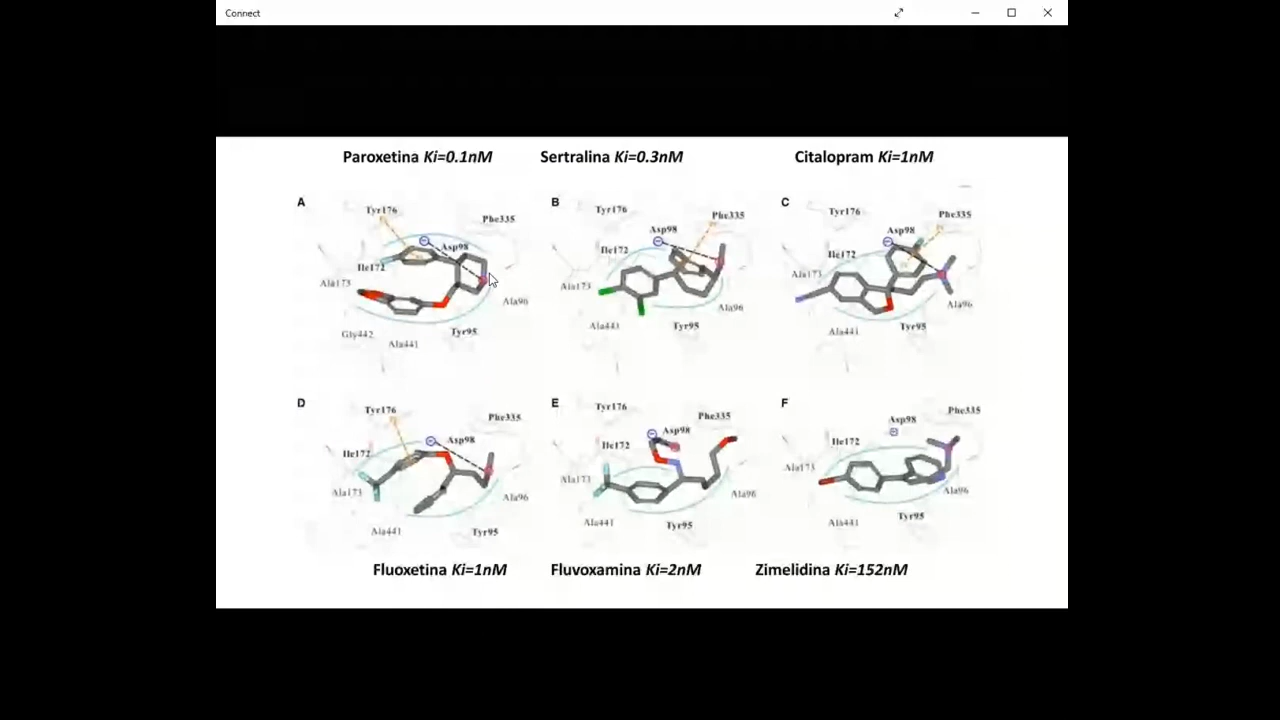 Connect
Paroxetina Ki=0.1nM
Sertralina Ki=0.3nM
Citalopram Ki=1nM
A
Tyr176
Phe335
Asp98
Ile172
Ala173
Ala96
Gly442
Ala441
Tyr95
B
Tyr176
Phe335
Asp98
Ile172
Ala173
Ala96
Ala441
Tyr95
C
Tyr176
Phe335
Asp98
Ile172
Ala173
Ala96
Ala441
Tyr95
D
Tyr176
Phe335
Asp98
Ile172
Ala173
Ala96
Ala441
Tyr95
E
Tyr176
Phe335
Asp98
Ile172
Ala173
Ala96
Ala441
Tyr95
F
Asp98
Phe335
Ile172
Ala173
Ala96
Ala441
Tyr95
Fluoxetina Ki=1nM
Fluvoxamina Ki=2nM
Zimelidina Ki=152nM